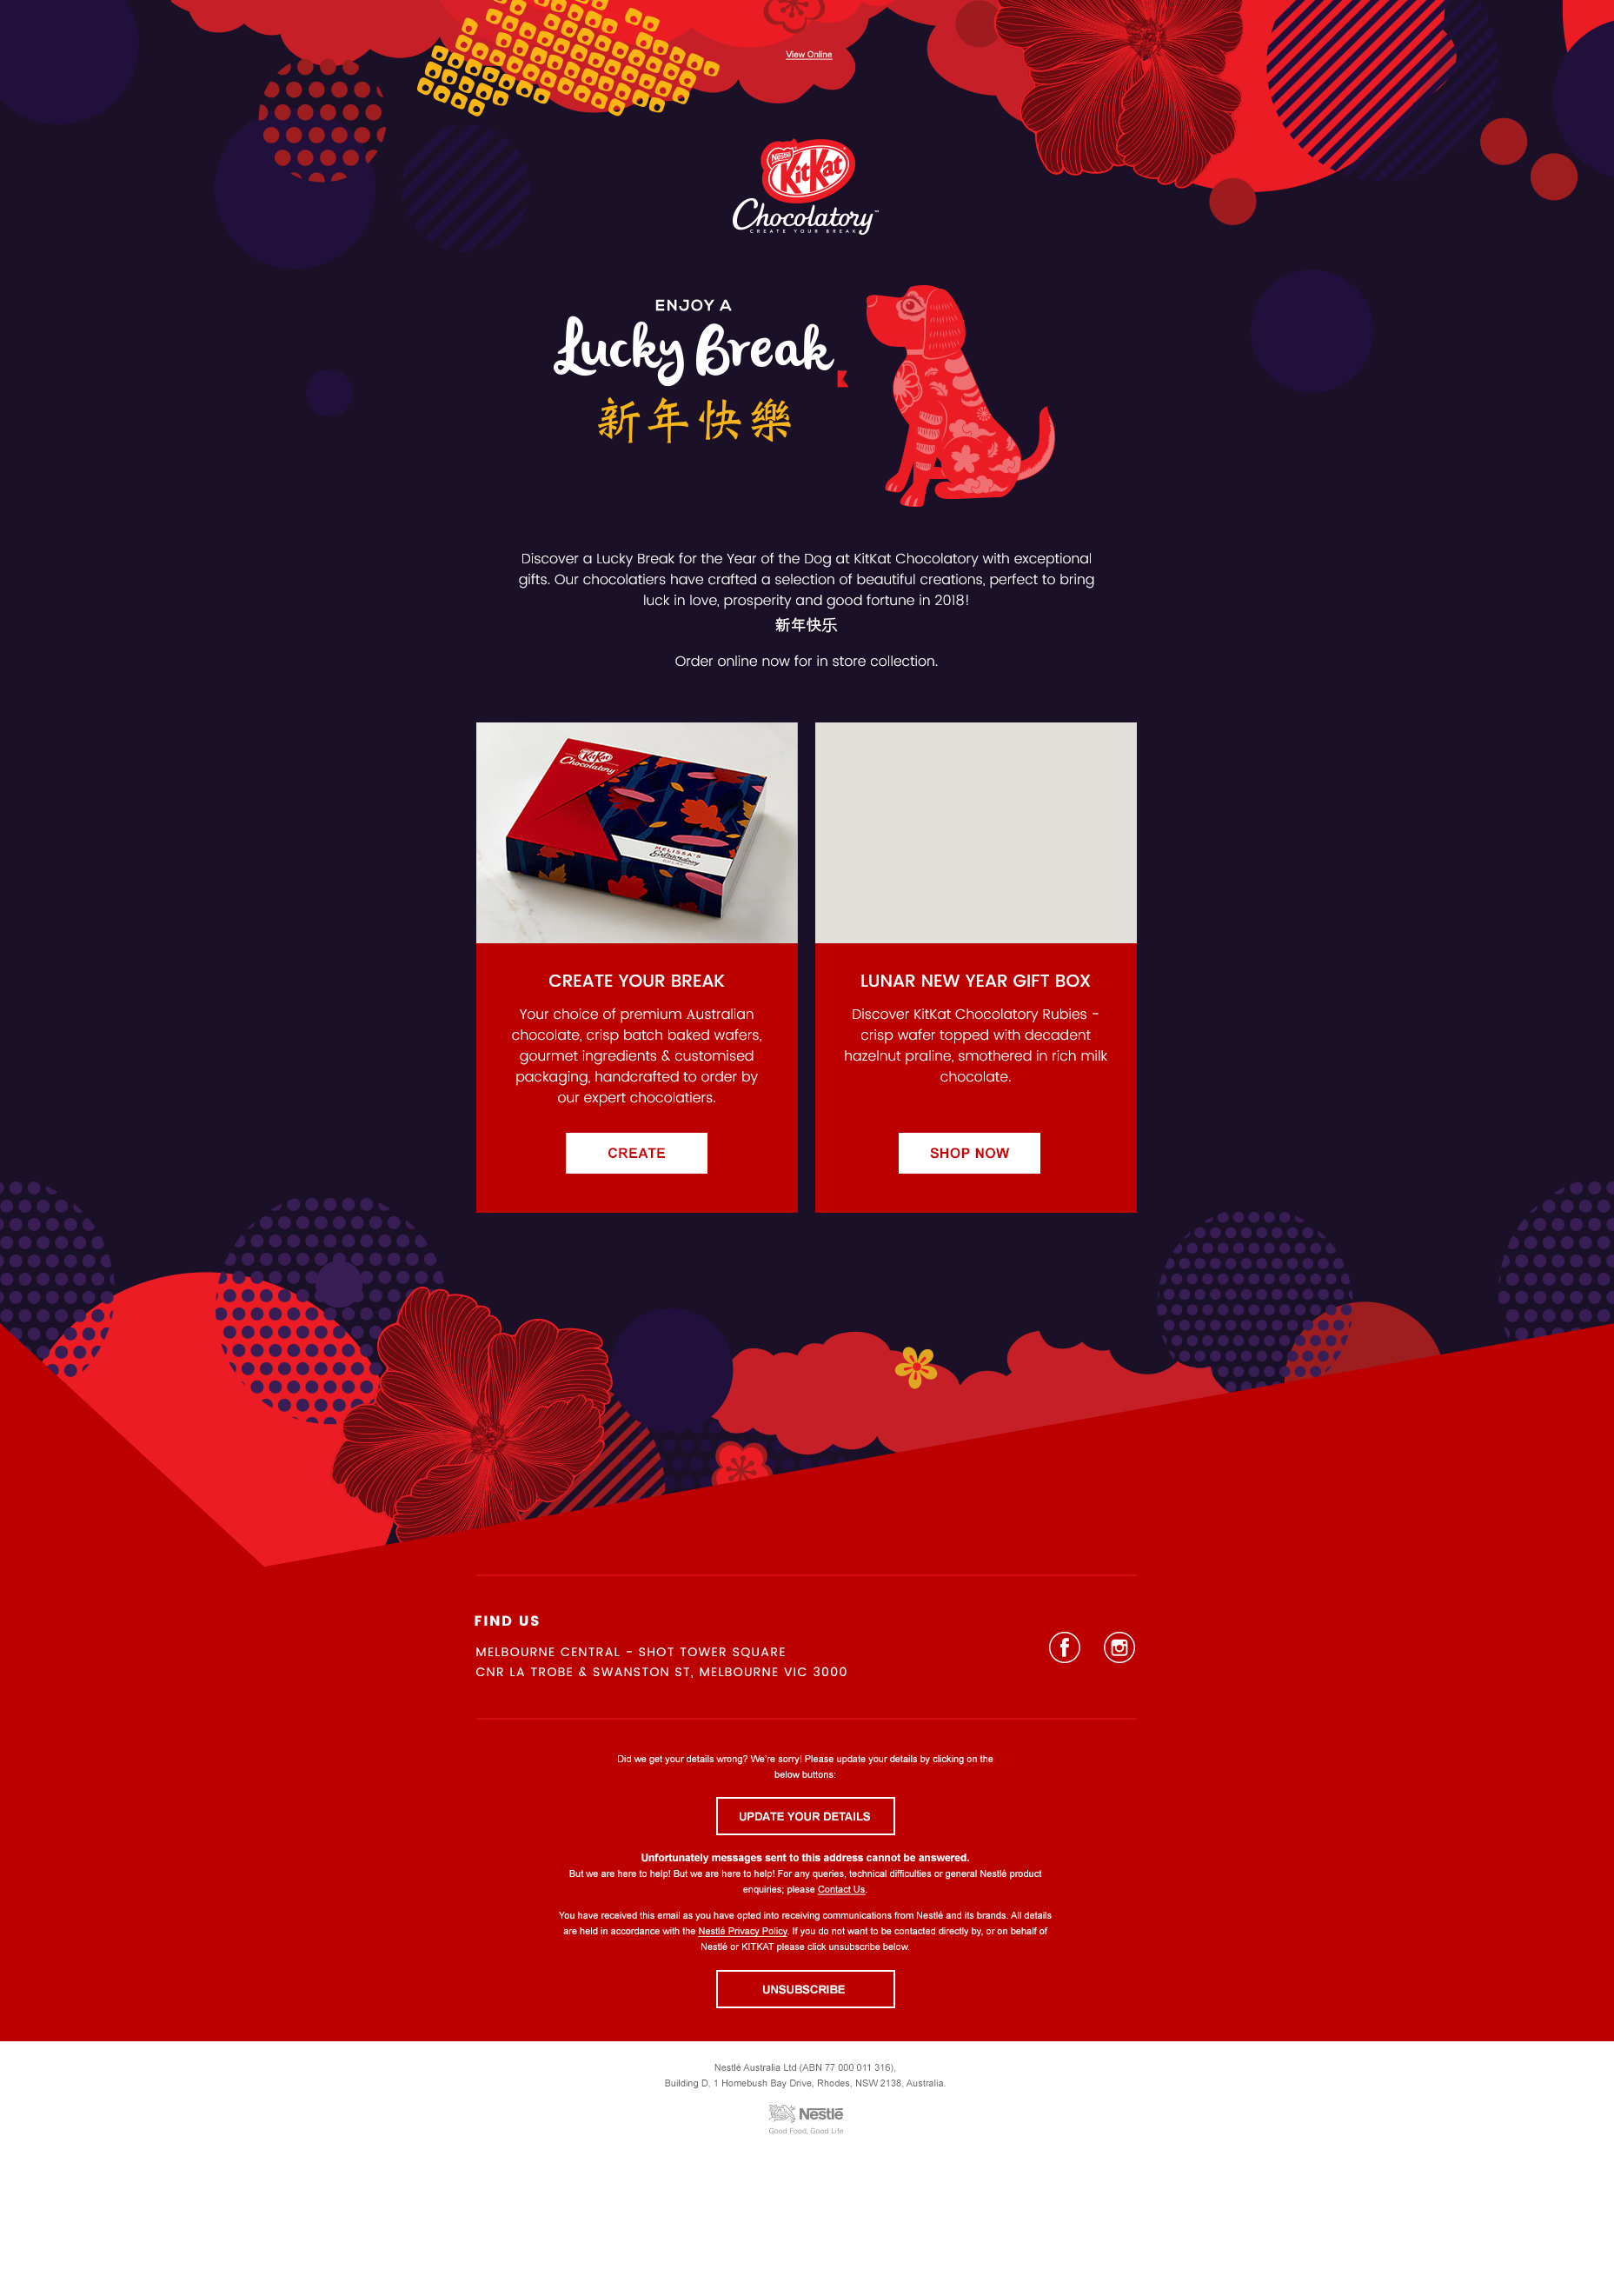 View Online
Nestlé
KitKat
Chocolatory™
CREATE YOUR BREAK
ENJOY A
Lucky Break
新年快樂
Discover a Lucky Break for the Year of the Dog at KitKat Chocolatory with exceptional
gifts. Our chocolatiers have crafted a selection of beautiful creations, perfect to bring
luck in love, prosperity and good fortune in 2018!
新年快乐
Order online now for in store collection.
KitKat
Chocolatory
MELISSA'S
Extraordinary
CREATE YOUR BREAK
Your choice of premium Australian
chocolate, crisp batch baked wafers,
gourmet ingredients & customised
packaging, handcrafted to order by
our expert chocolatiers.
CREATE
LUNAR NEW YEAR GIFT BOX
Discover KitKat Chocolatory Rubies -
crisp wafer topped with decadent
hazelnut praline, smothered in rich milk
chocolate.
SHOP NOW
FIND US
MELBOURNE CENTRAL - SHOT TOWER SQUARE
CNR LA TROBE & SWANSTON ST, MELBOURNE VIC 3000
Did we get your details wrong? We're sorry! Please update your details by clicking on the
below buttons:
UPDATE YOUR DETAILS
Unfortunately messages sent to this address cannot be answered.
But we are here to help! But we are here to help! For any queries, technical difficulties or general Nestlé product
enquiries; please Contact Us.
You have received this email as you have opted into receiving communications from Nestlé and its brands. All details
are held in accordance with the Nestlé Privacy Policy. If you do not want to be contacted directly by, or on behalf of
Nestlé or KITKAT please click unsubscribe below.
UNSUBSCRIBE
Nestlé Australia Ltd (ABN 77 000 011 316),
Building D, 1 Homebush Bay Drive, Rhodes, NSW 2138, Australia.
Nestlé
Good Food, Good Life